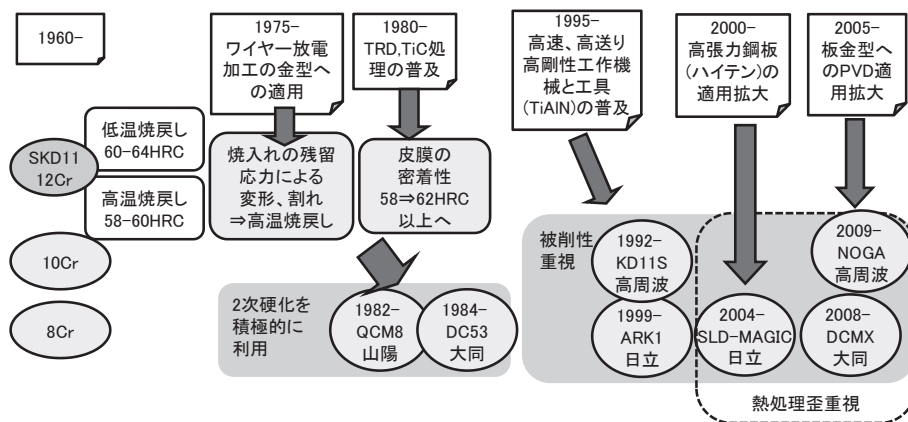 1960-
1975-
ワイヤー放電
加工の金型へ
の適用
1980-
TRD,TiC処
理の普及
1995-
高速、高送り
高剛性工作機
械と工具
(TiAlN)の普及
2000-
高張力鋼板
(ハイテン)の
適用拡大
2005-
板金型へ
のPVD適
用拡大
SKD11
12Cr
低温焼戻し
60-64HRC
高温焼戻し
58-60HRC
焼入れの残留
応力による
変形、割れ
⇒高温焼戻し
皮膜の
密着性
58⇒62HRC
以上へ
10Cr
8Cr
2次硬化を
積極的に
利用
1982-
QCM8
山陽
1984-
DC53
大同
被削性
重視
1992-
KD11S
高周波
1999-
ARK1
日立
2004-
SLD-MAGIC
日立
2009-
NOGA
高周波
2008-
DCMX
大同
熱処理歪重視